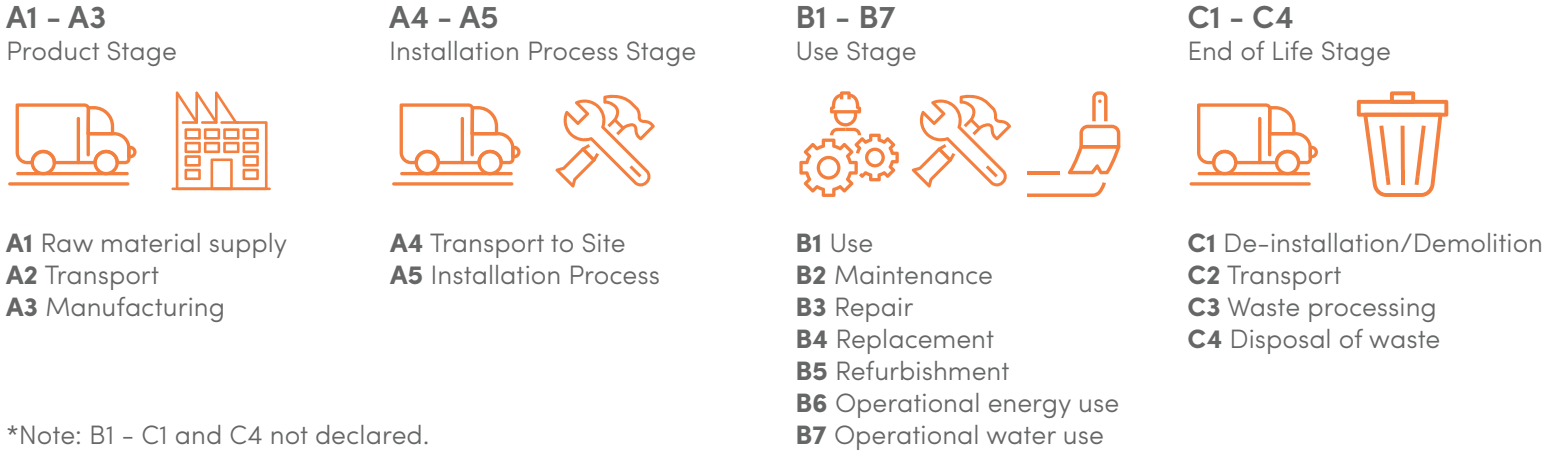 A1 - A3
Product Stage
A1 Raw material supply
A2 Transport
A3 Manufacturing
A4 - A5
Installation Process Stage
A4 Transport to Site
A5 Installation Process
B1 - B7
Use Stage
B1 Use
B2 Maintenance
B3 Repair
B4 Replacement
B5 Refurbishment
B6 Operational energy use
B7 Operational water use
C1 - C4
End of Life Stage
C1 De-installation/Demolition
C2 Transport
C3 Waste processing
C4 Disposal of waste
*Note: B1 - C1 and C4 not declared.